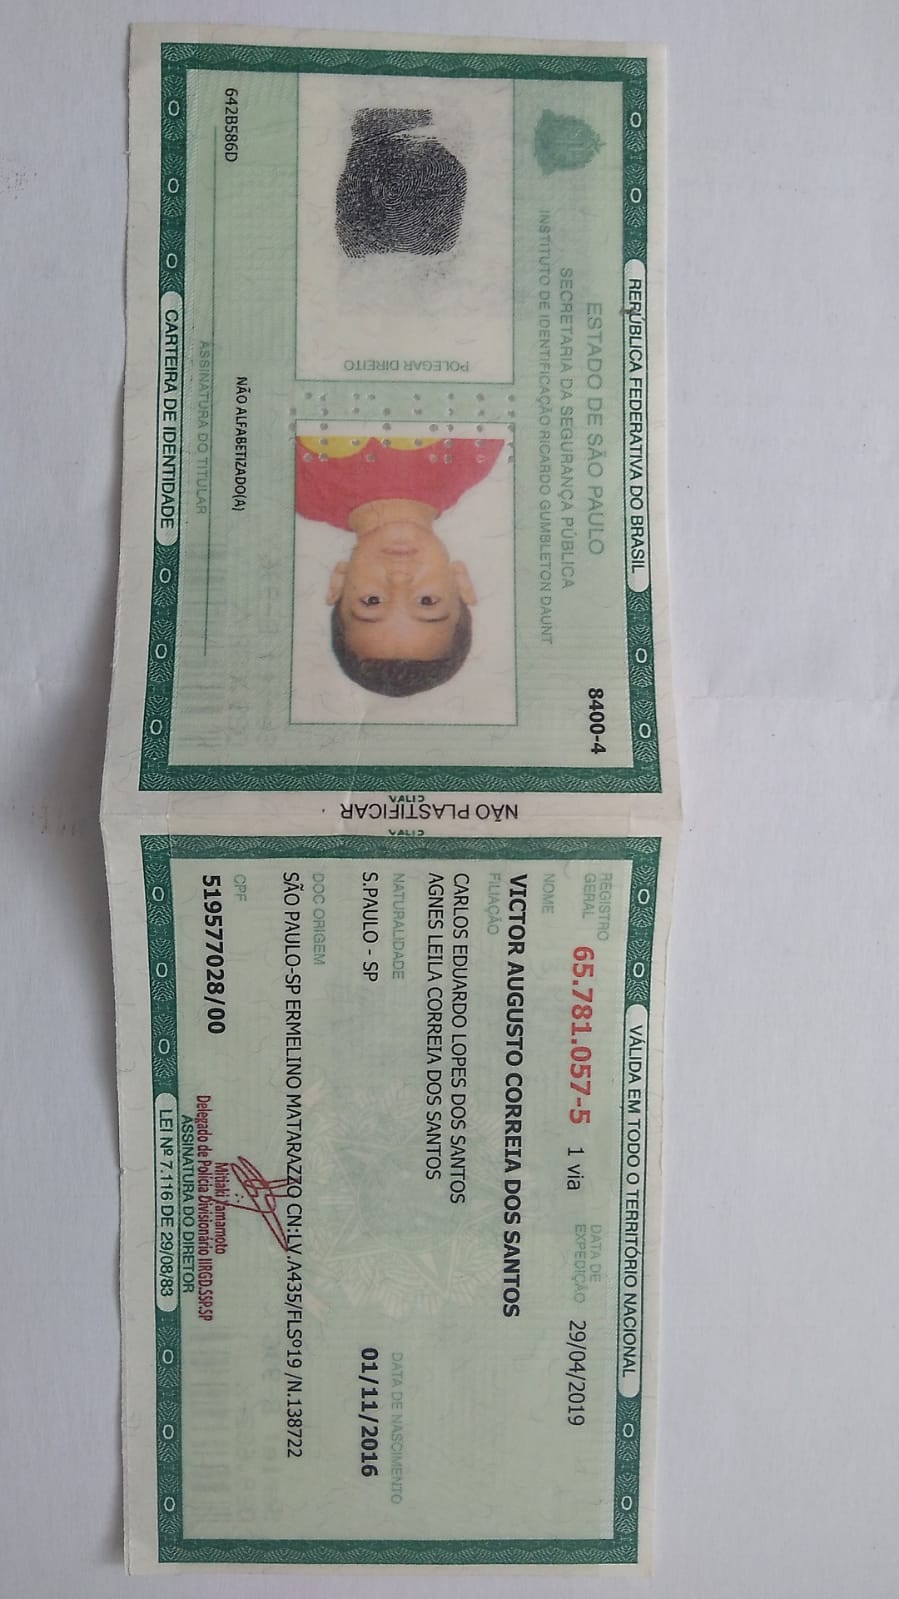 REPÚBLICA FEDERATIVA DO BRASIL
ESTADO DE SÃO PAULO
8400-4
SECRETARIA DA SEGURANÇA PÚBLICA
INSTITUTO DE IDENTIFICAÇÃO RICARDO GUMBLETON DAUNT
POLEGAR DIREITO
NÃO ALFABETIZADO(A)
642B586D
ASSINATURA DO TITULAR
CARTEIRA DE IDENTIDADE
NÃO PLASTIFICAR
VÁLIDA EM TODO O TERRITÓRIO NACIONAL
REGISTRO GERAL 65.781.057-5 1 via DATA DE EXPEDIÇÃO 29/04/2019
NOME
VICTOR AUGUSTO CORREIA DOS SANTOS
FILIAÇÃO
CARLOS EDUARDO LOPES DOS SANTOS
AGNES LEILA CORREIA DOS SANTOS
NATURALIDADE DATA DE NASCIMENTO
S.PAULO - SP 01/11/2016
DOC ORIGEM
SÃO PAULO-SP ERMELINO MATARAZZO CN:LV.A435/FLSº19 /N.138722
CPF
519577028/00
Mitiaki Yamamoto
Delegado de Polícia Divisionário IIRGD.SSP.SP
ASSINATURA DO DIRETOR
LEI Nº 7.116 DE 29/08/83